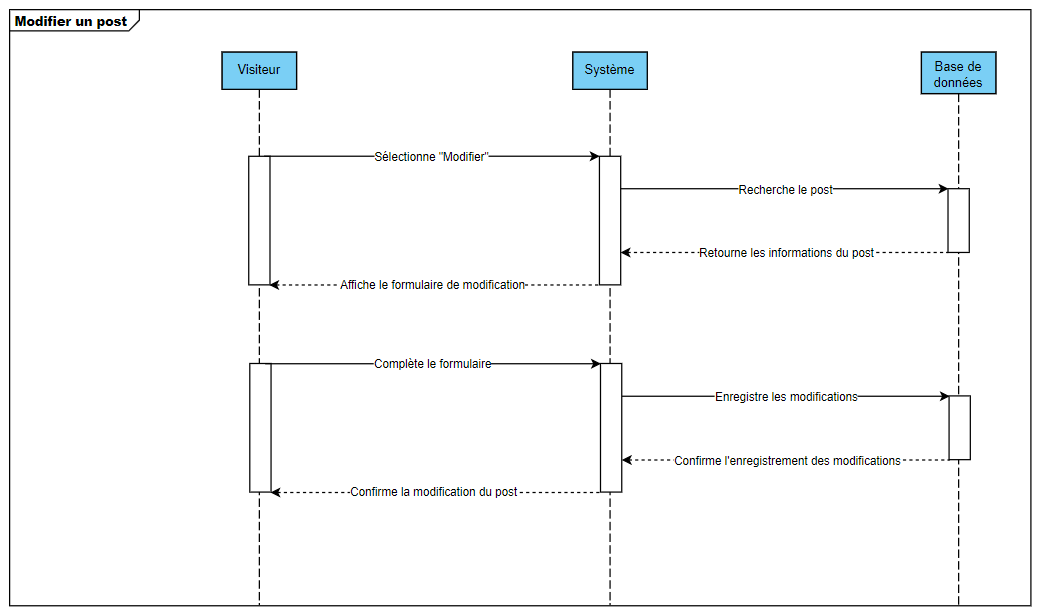 Modifier un post
Visiteur
Système
Base de
données
Sélectionne "Modifier"
Recherche le post
Retourne les informations du post
Affiche le formulaire de modification
Complète le formulaire
Enregistre les modifications
Confirme l'enregistrement des modifications
Confirme la modification du post